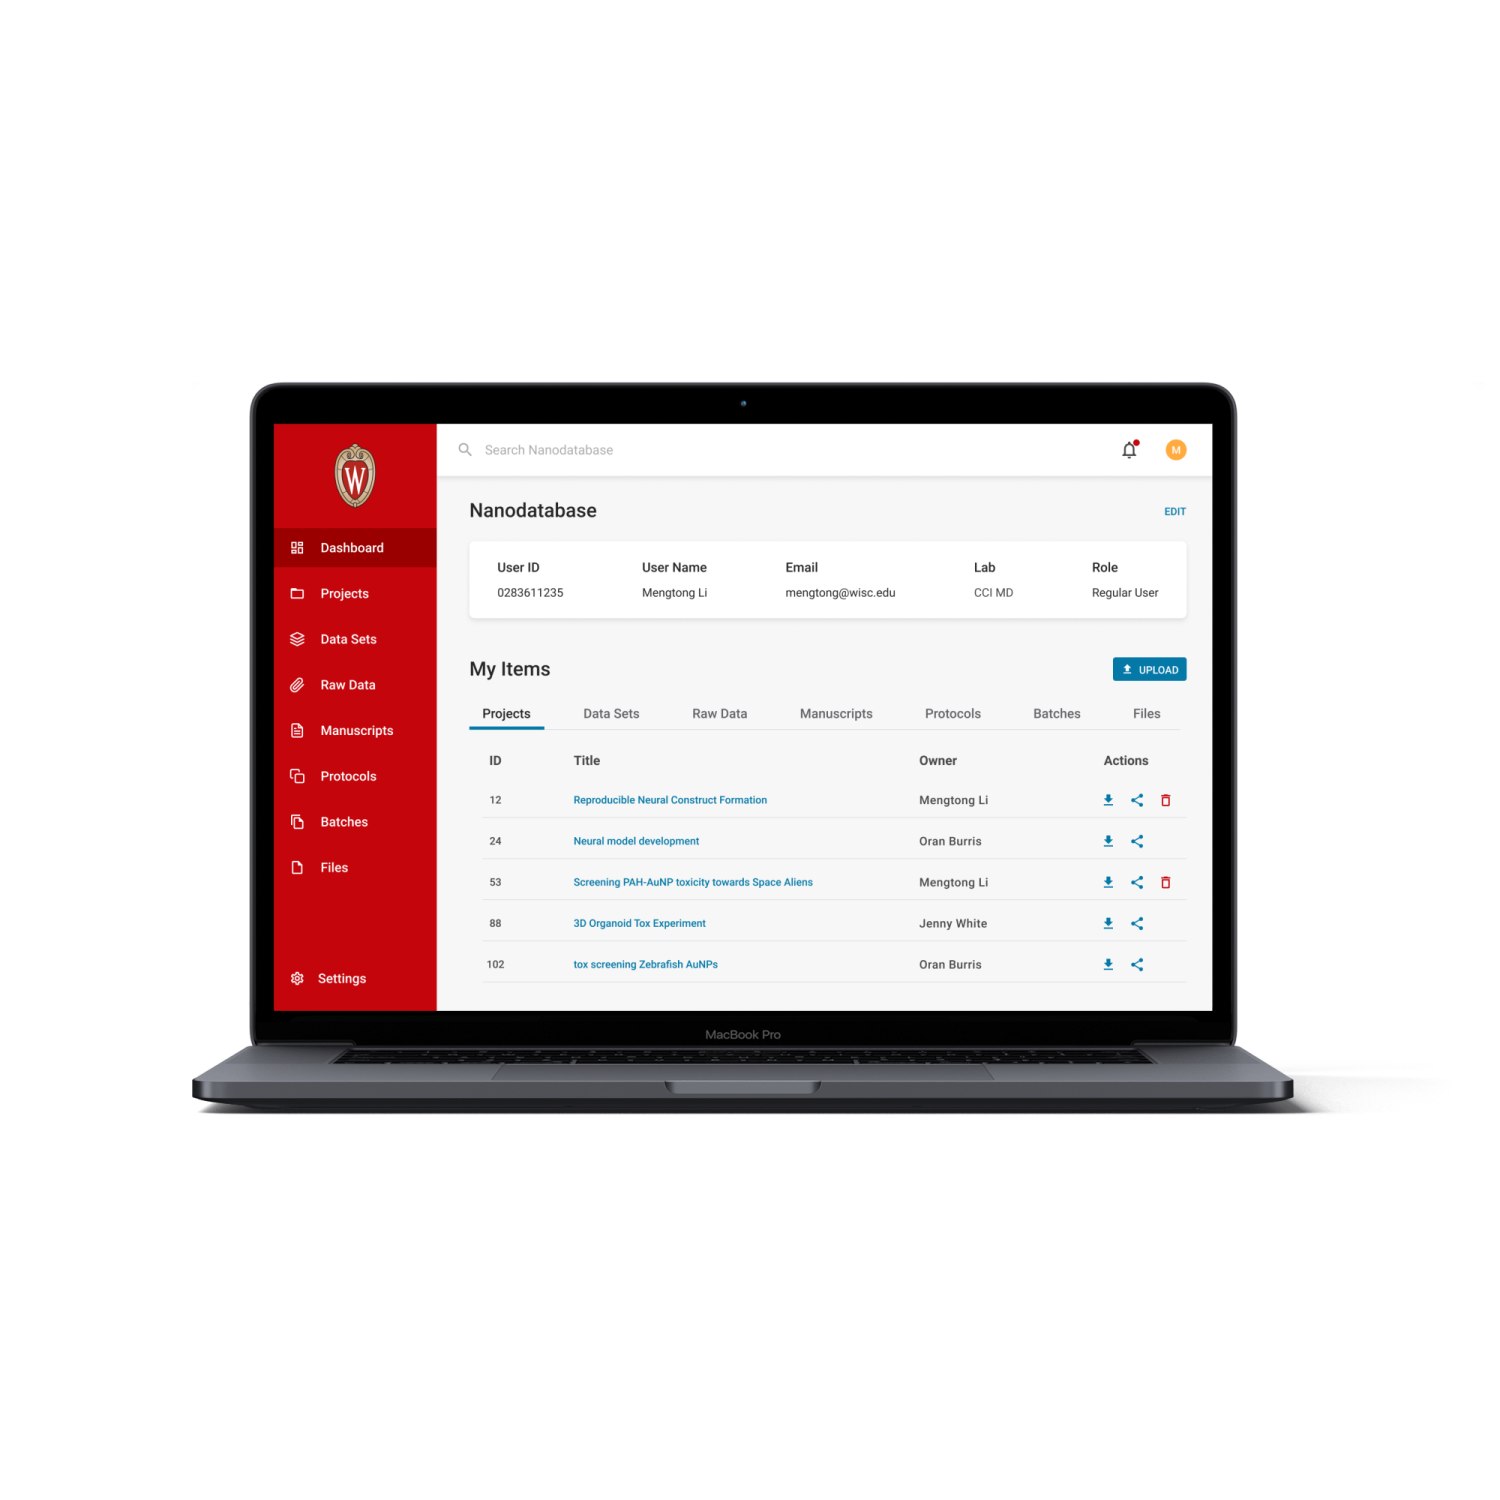 W
Search Nanodatabase
M
Dashboard
Projects
Data Sets
Raw Data
Manuscripts
Protocols
Batches
Files
Settings
Nanodatabase
EDIT
User ID User Name Email Lab Role
0283611235 Mengtong Li mengtong@wisc.edu CCI MD Regular User
My Items
UPLOAD
Projects Data Sets Raw Data Manuscripts Protocols Batches Files
ID Title Owner Actions
12 Reproducible Neural Construct Formation Mengtong Li
24 Neural model development Oran Burris
53 Screening PAH-AuNP toxicity towards Space Aliens Mengtong Li
88 3D Organoid Tox Experiment Jenny White
102 tox screening Zebrafish AuNPs Oran Burris
MacBook Pro